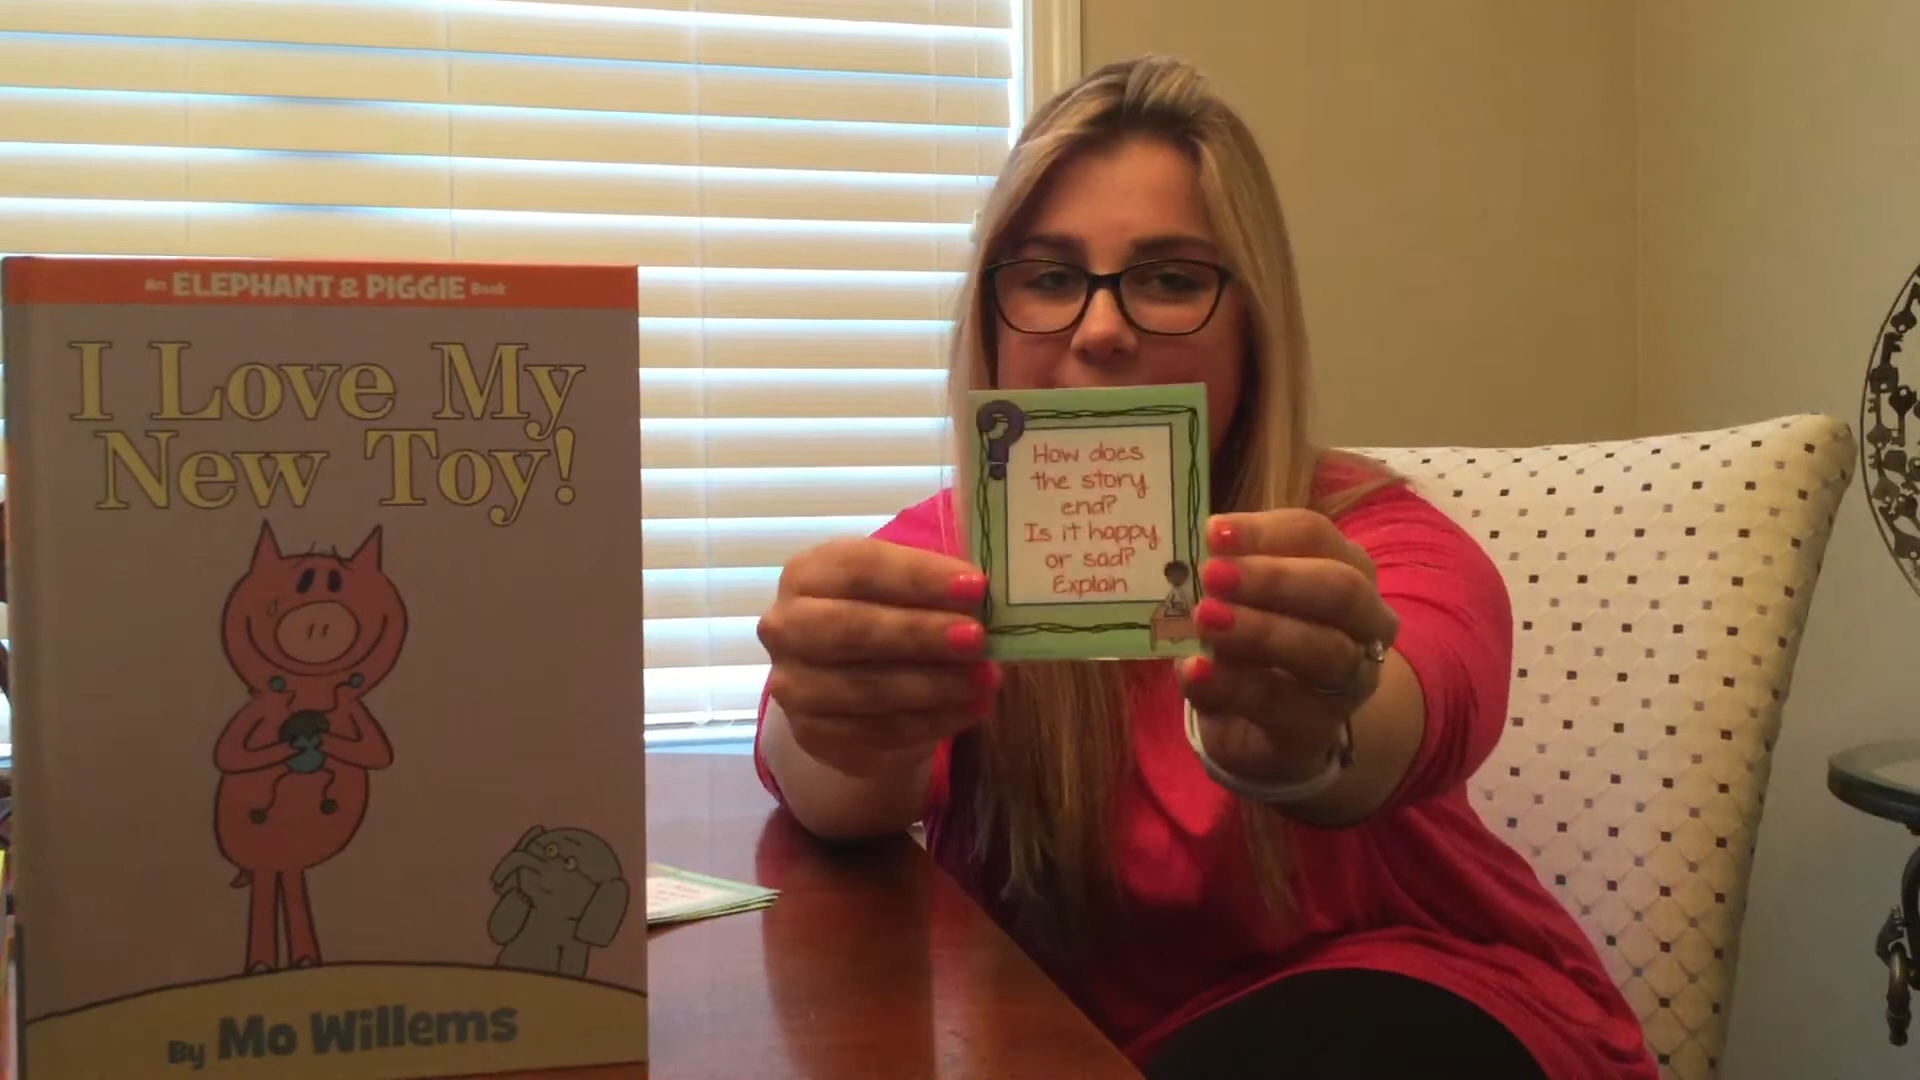 An ELEPHANT & PIGGIE Book
I Love My
New Toy!
By Mo Willems
?
How does
the story
end?
Is it happy
or sad?
Explain